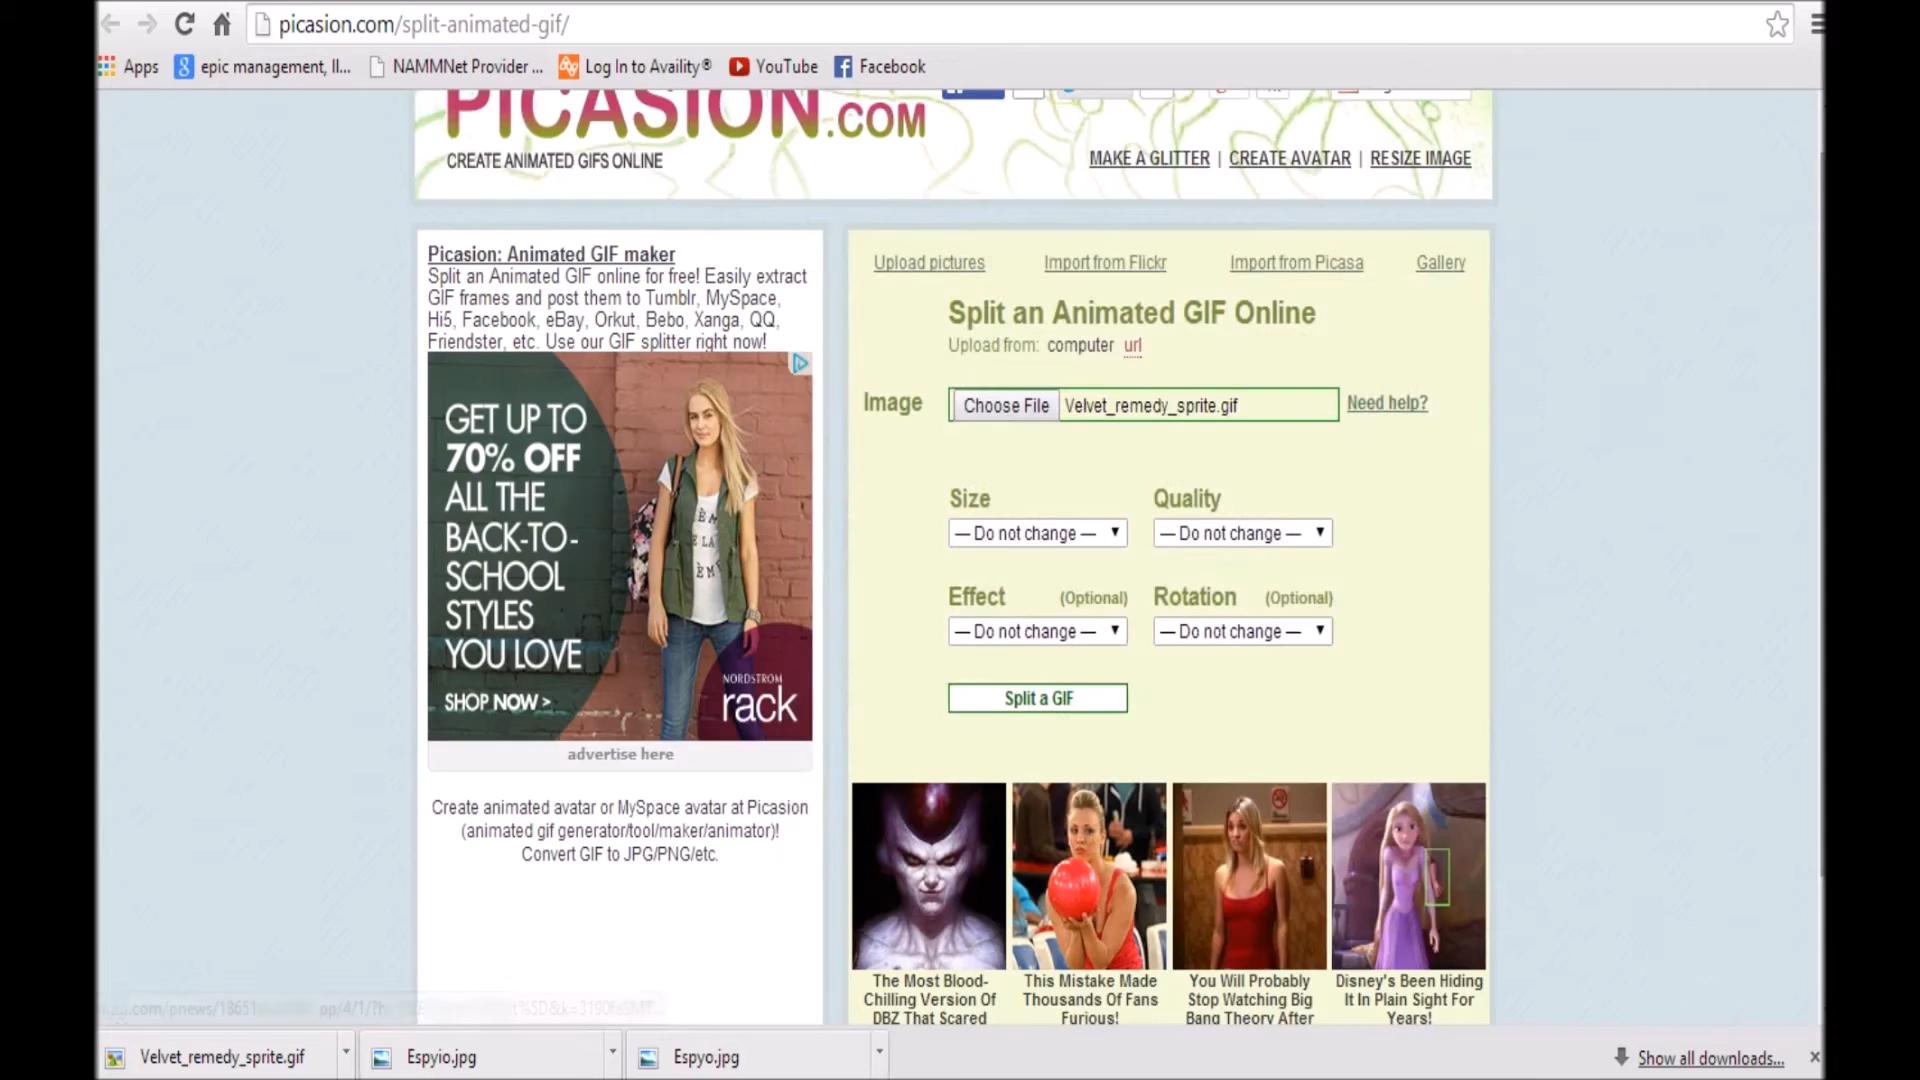 picasion.com/split-animated-gif/
Apps epic management, ll... NAMMNet Provider ... Log In to Availity® YouTube Facebook
PICASION.COM
CREATE ANIMATED GIFS ONLINE
MAKE A GLITTER | CREATE AVATAR | RESIZE IMAGE
Picasion: Animated GIF maker
Split an Animated GIF online for free! Easily extract
GIF frames and post them to Tumblr, MySpace,
Hi5, Facebook, eBay, Orkut, Bebo, Xanga, QQ,
Friendster, etc. Use our GIF splitter right now!
GET UP TO
70% OFF
ALL THE
BACK-TO-
SCHOOL
STYLES
YOU LOVE
SHOP NOW >
NORDSTROM
rack
advertise here
Create animated avatar or MySpace avatar at Picasion
(animated gif generator/tool/maker/animator)!
Convert GIF to JPG/PNG/etc.
Upload pictures Import from Flickr Import from Picasa Gallery
Split an Animated GIF Online
Upload from: computer url
Image Choose File Velvet_remedy_sprite.gif Need help?
Size Quality
— Do not change — — Do not change —
Effect (Optional) Rotation (Optional)
— Do not change — — Do not change —
Split a GIF
The Most Blood-
Chilling Version Of
DBZ That Scared
This Mistake Made
Thousands Of Fans
Furious!
You Will Probably
Stop Watching Big
Bang Theory After
Disney's Been Hiding
It In Plain Sight For
Years!
Velvet_remedy_sprite.gif Espyio.jpg Espyo.jpg Show all downloads...